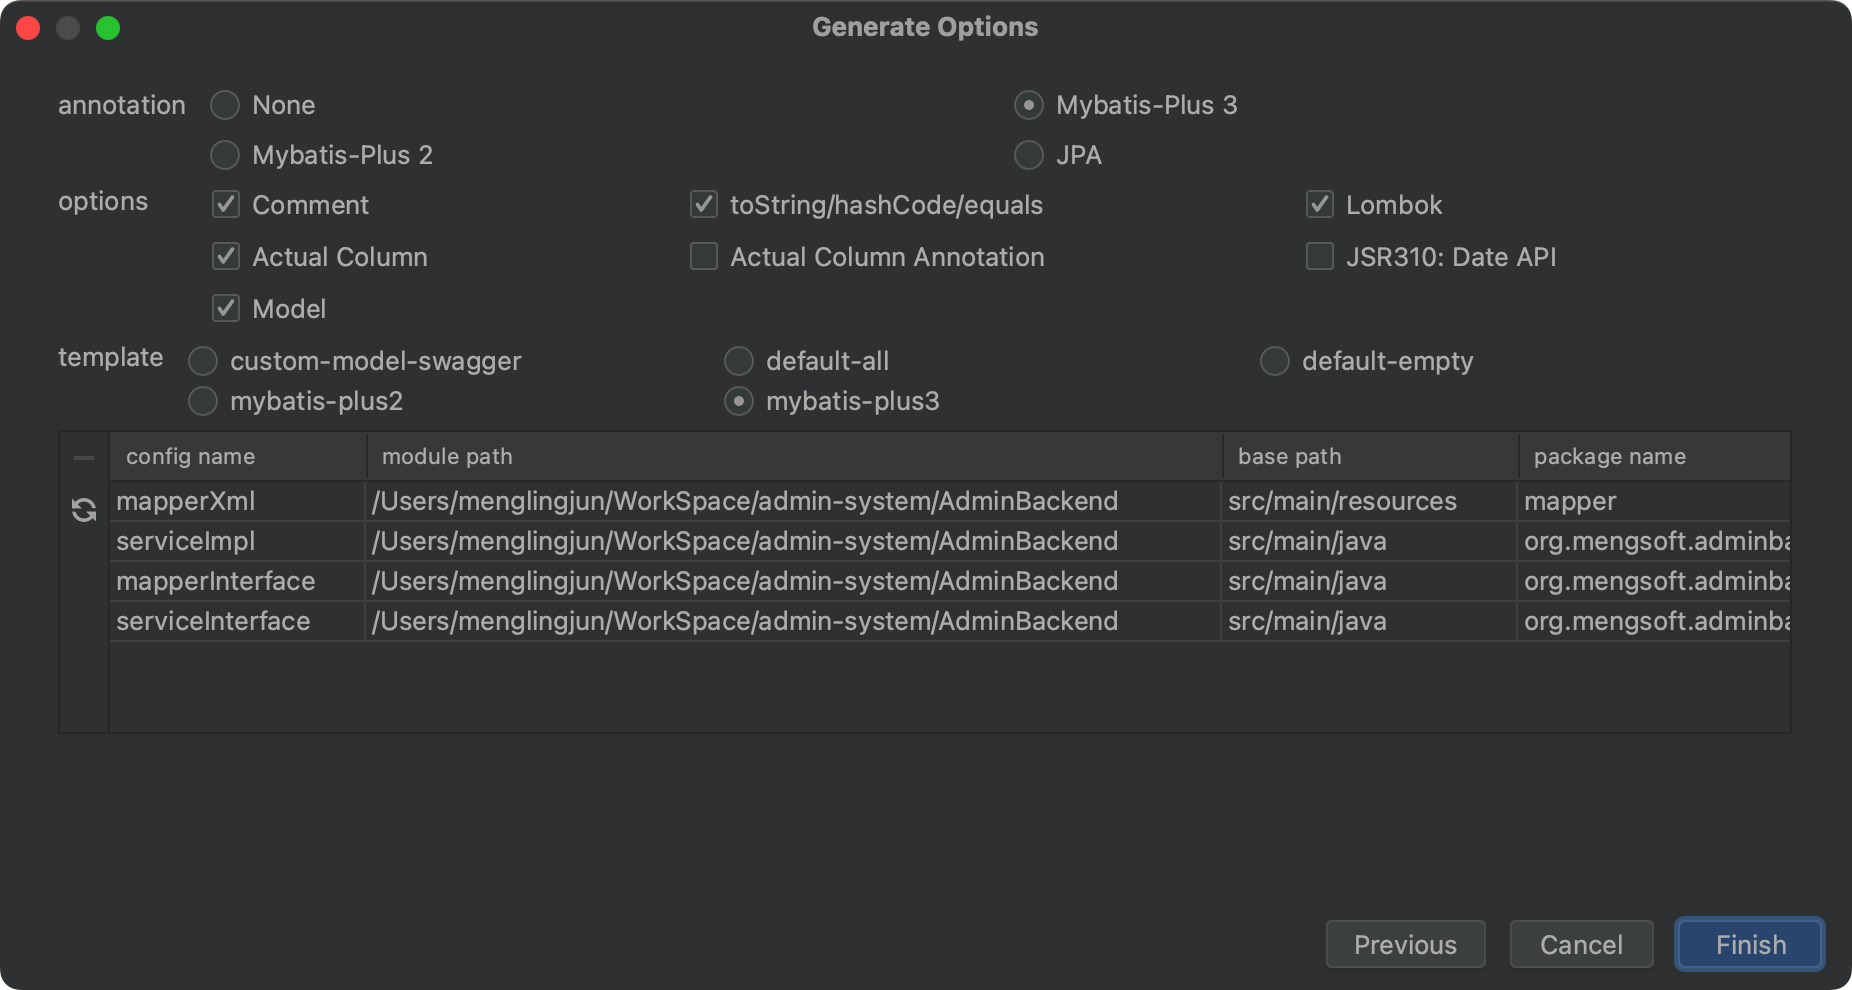 Generate Options
annotation None Mybatis-Plus 3
Mybatis-Plus 2 JPA
options Comment toString/hashCode/equals Lombok
Actual Column Actual Column Annotation JSR310: Date API
Model
template custom-model-swagger default-all default-empty
mybatis-plus2 mybatis-plus3
config name module path base path package name
mapperXml /Users/menglingjun/WorkSpace/admin-system/AdminBackend src/main/resources mapper
serviceImpl /Users/menglingjun/WorkSpace/admin-system/AdminBackend src/main/java org.mengsoft.adminba
mapperInterface /Users/menglingjun/WorkSpace/admin-system/AdminBackend src/main/java org.mengsoft.adminba
serviceInterface /Users/menglingjun/WorkSpace/admin-system/AdminBackend src/main/java org.mengsoft.adminba
Previous Cancel Finish